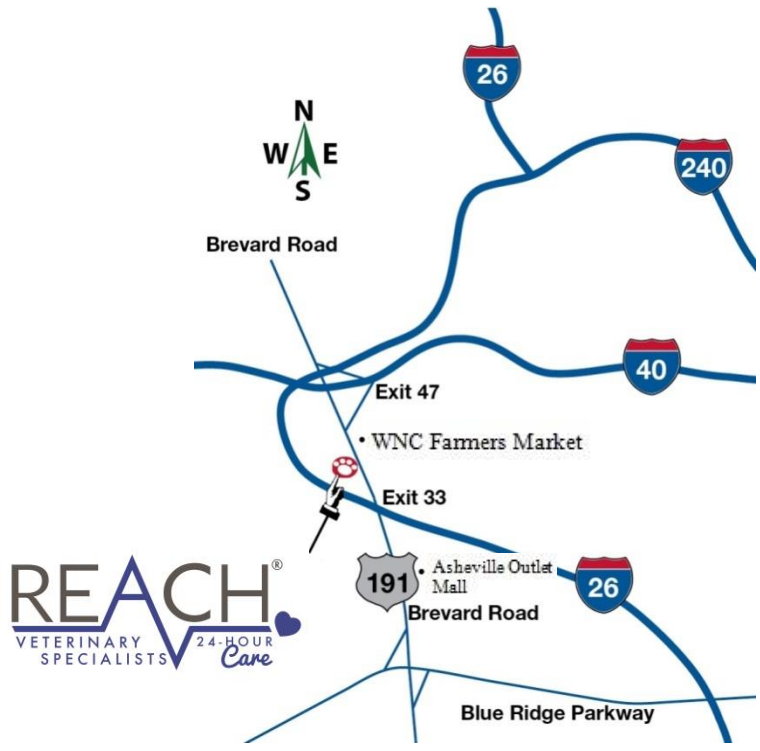 26
N
W E
S
240
Brevard Road
40
Exit 47
WNC Farmers Market
Exit 33
REACH®
VETERINARY 24-HOUR
SPECIALISTS Care
191
Asheville Outlet
Mall
26
Brevard Road
Blue Ridge Parkway